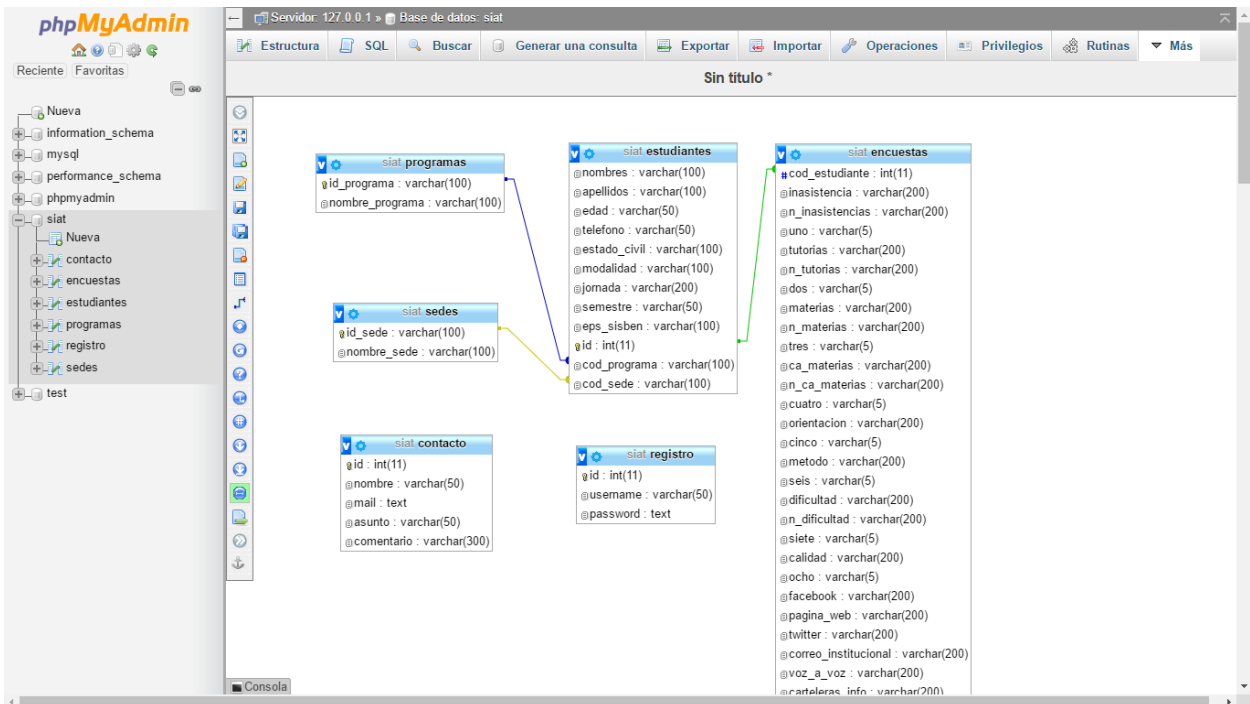 phpMyAdmin
Reciente Favoritas
Nueva
information_schema
mysql
performance_schema
phpmyadmin
siat
Nueva
contacto
encuestas
estudiantes
programas
registro
sedes
test
Servidor: 127.0.0.1 » Base de datos: siat
Estructura SQL Buscar Generar una consulta Exportar Importar Operaciones Privilegios Rutinas Más
Sin título *
siat programas
id_programa : varchar(100)
nombre_programa : varchar(100)
siat sedes
id_sede : varchar(100)
nombre_sede : varchar(100)
siat contacto
id : int(11)
nombre : varchar(50)
mail : text
asunto : varchar(50)
comentario : varchar(300)
siat estudiantes
nombres : varchar(100)
apellidos : varchar(100)
edad : varchar(50)
telefono : varchar(50)
estado_civil : varchar(100)
modalidad : varchar(100)
jornada : varchar(200)
semestre : varchar(50)
eps_sisben : varchar(100)
id : int(11)
cod_programa : varchar(100)
cod_sede : varchar(100)
siat registro
id : int(11)
username : varchar(50)
password : text
siat encuestas
#cod_estudiante : int(11)
inasistencia : varchar(200)
n_inasistencias : varchar(200)
uno : varchar(5)
tutorias : varchar(200)
n_tutorias : varchar(200)
dos : varchar(5)
materias : varchar(200)
n_materias : varchar(200)
tres : varchar(5)
ca_materias : varchar(200)
n_ca_materias : varchar(200)
cuatro : varchar(5)
orientacion : varchar(200)
cinco : varchar(5)
metodo : varchar(200)
seis : varchar(5)
dificultad : varchar(200)
n_dificultad : varchar(200)
siete : varchar(5)
calidad : varchar(200)
ocho : varchar(5)
facebook : varchar(200)
pagina_web : varchar(200)
twitter : varchar(200)
correo_institucional : varchar(200)
voz_a_voz : varchar(200)
carteleras_info : varchar(200)
Consola